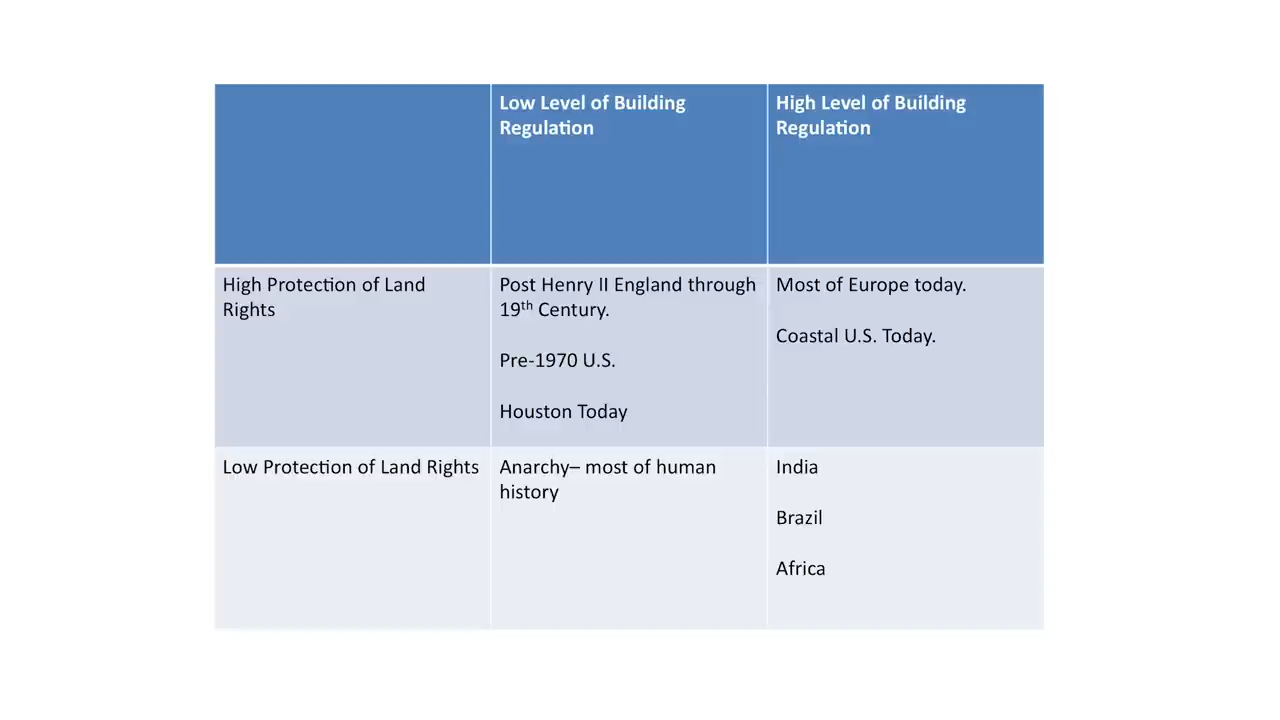 Low Level of Building
Regulation
High Level of Building
Regulation
High Protection of Land
Rights
Post Henry II England through
19th Century.
Pre-1970 U.S.
Houston Today
Most of Europe today.
Coastal U.S. Today.
Low Protection of Land Rights
Anarchy– most of human
history
India
Brazil
Africa